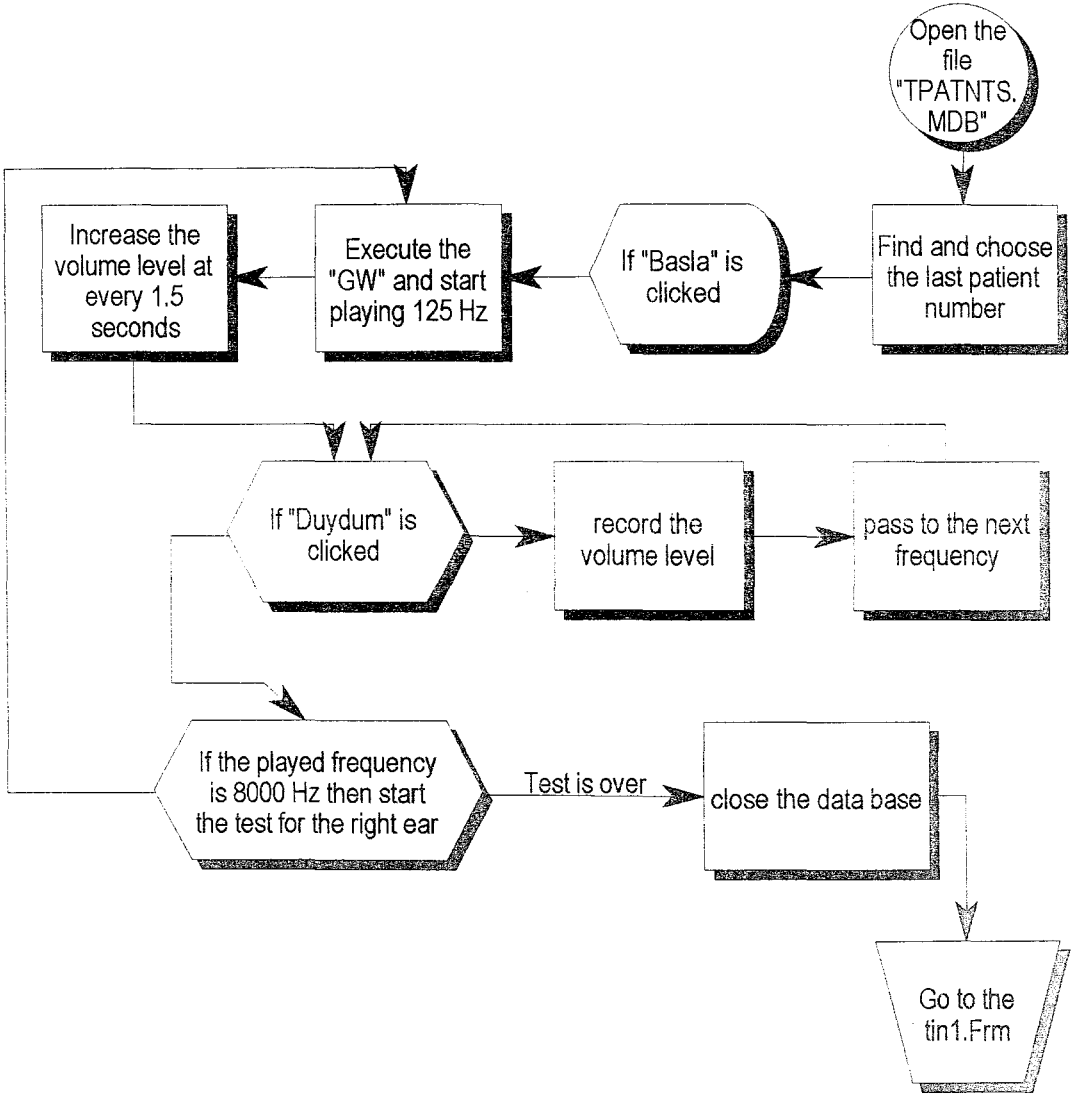 Open the
file
"TPATNTS.
MDB"
Find and choose
the last patient
number
If "Basla" is
clicked
Execute the
"GW" and start
playing 125 Hz
Increase the
volume level at
every 1.5
seconds
If "Duydum" is
clicked
record the
volume level
pass to the next
frequency
If the played frequency
is 8000 Hz then start
the test for the right ear
Test is over
close the data base
Go to the
tin1.Frm